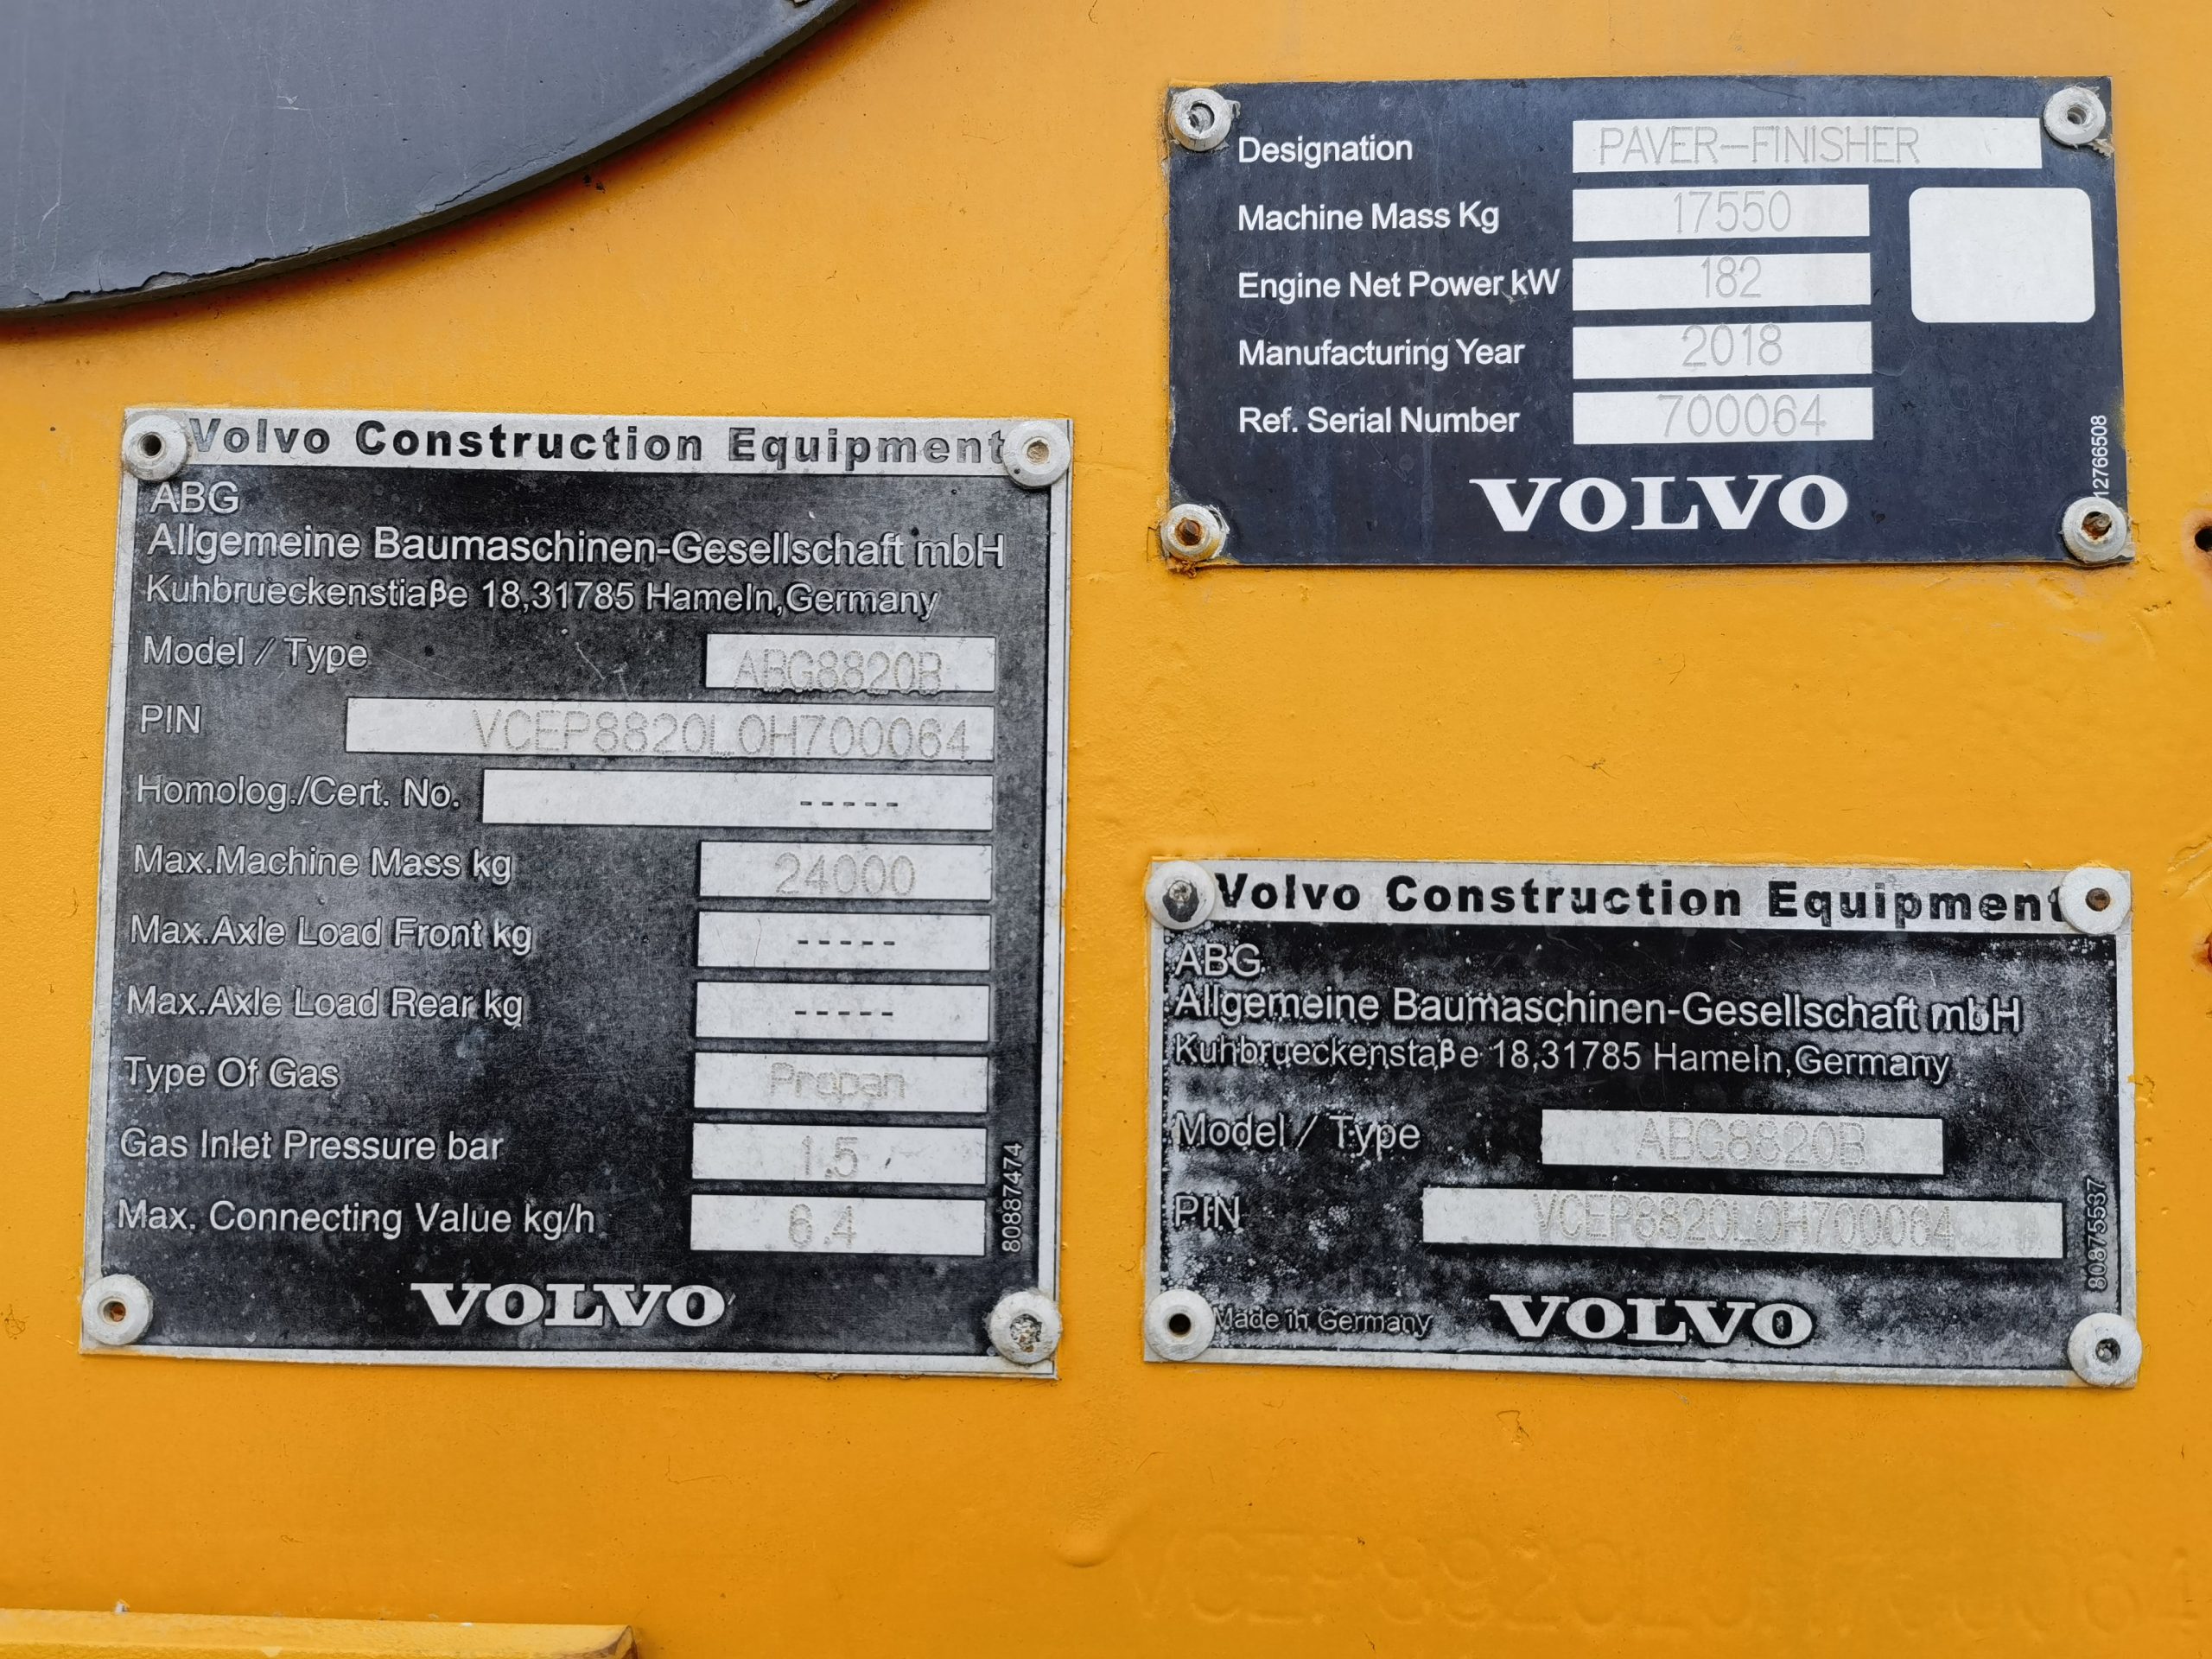 Volvo Construction Equipment
ABG
Allgemeine Baumaschinen-Gesellschaft mbH
Kuhbrueckenstiaβe 18,31785 Hameln,Germany
Model / Type ABG8820B
PIN VCEP8820L0H700064
Homolog./Cert. No. -----
Max.Machine Mass kg 24000
Max.Axle Load Front kg -----
Max.Axle Load Rear kg -----
Type Of Gas Propan
Gas Inlet Pressure bar 1.5
Max. Connecting Value kg/h 6.4
80887474
VOLVO
Designation PAVER-FINISHER
Machine Mass Kg 17550
Engine Net Power kW 182
Manufacturing Year 2018
Ref. Serial Number 700064
12766508
VOLVO
Volvo Construction Equipment
ABG
Allgemeine Baumaschinen-Gesellschaft mbH
Kuhbrueckenstaβe 18,31785 Hameln,Germany
Model / Type ABG8820B
PIN VCEP8820L0H700064
80875537
Made in Germany VOLVO